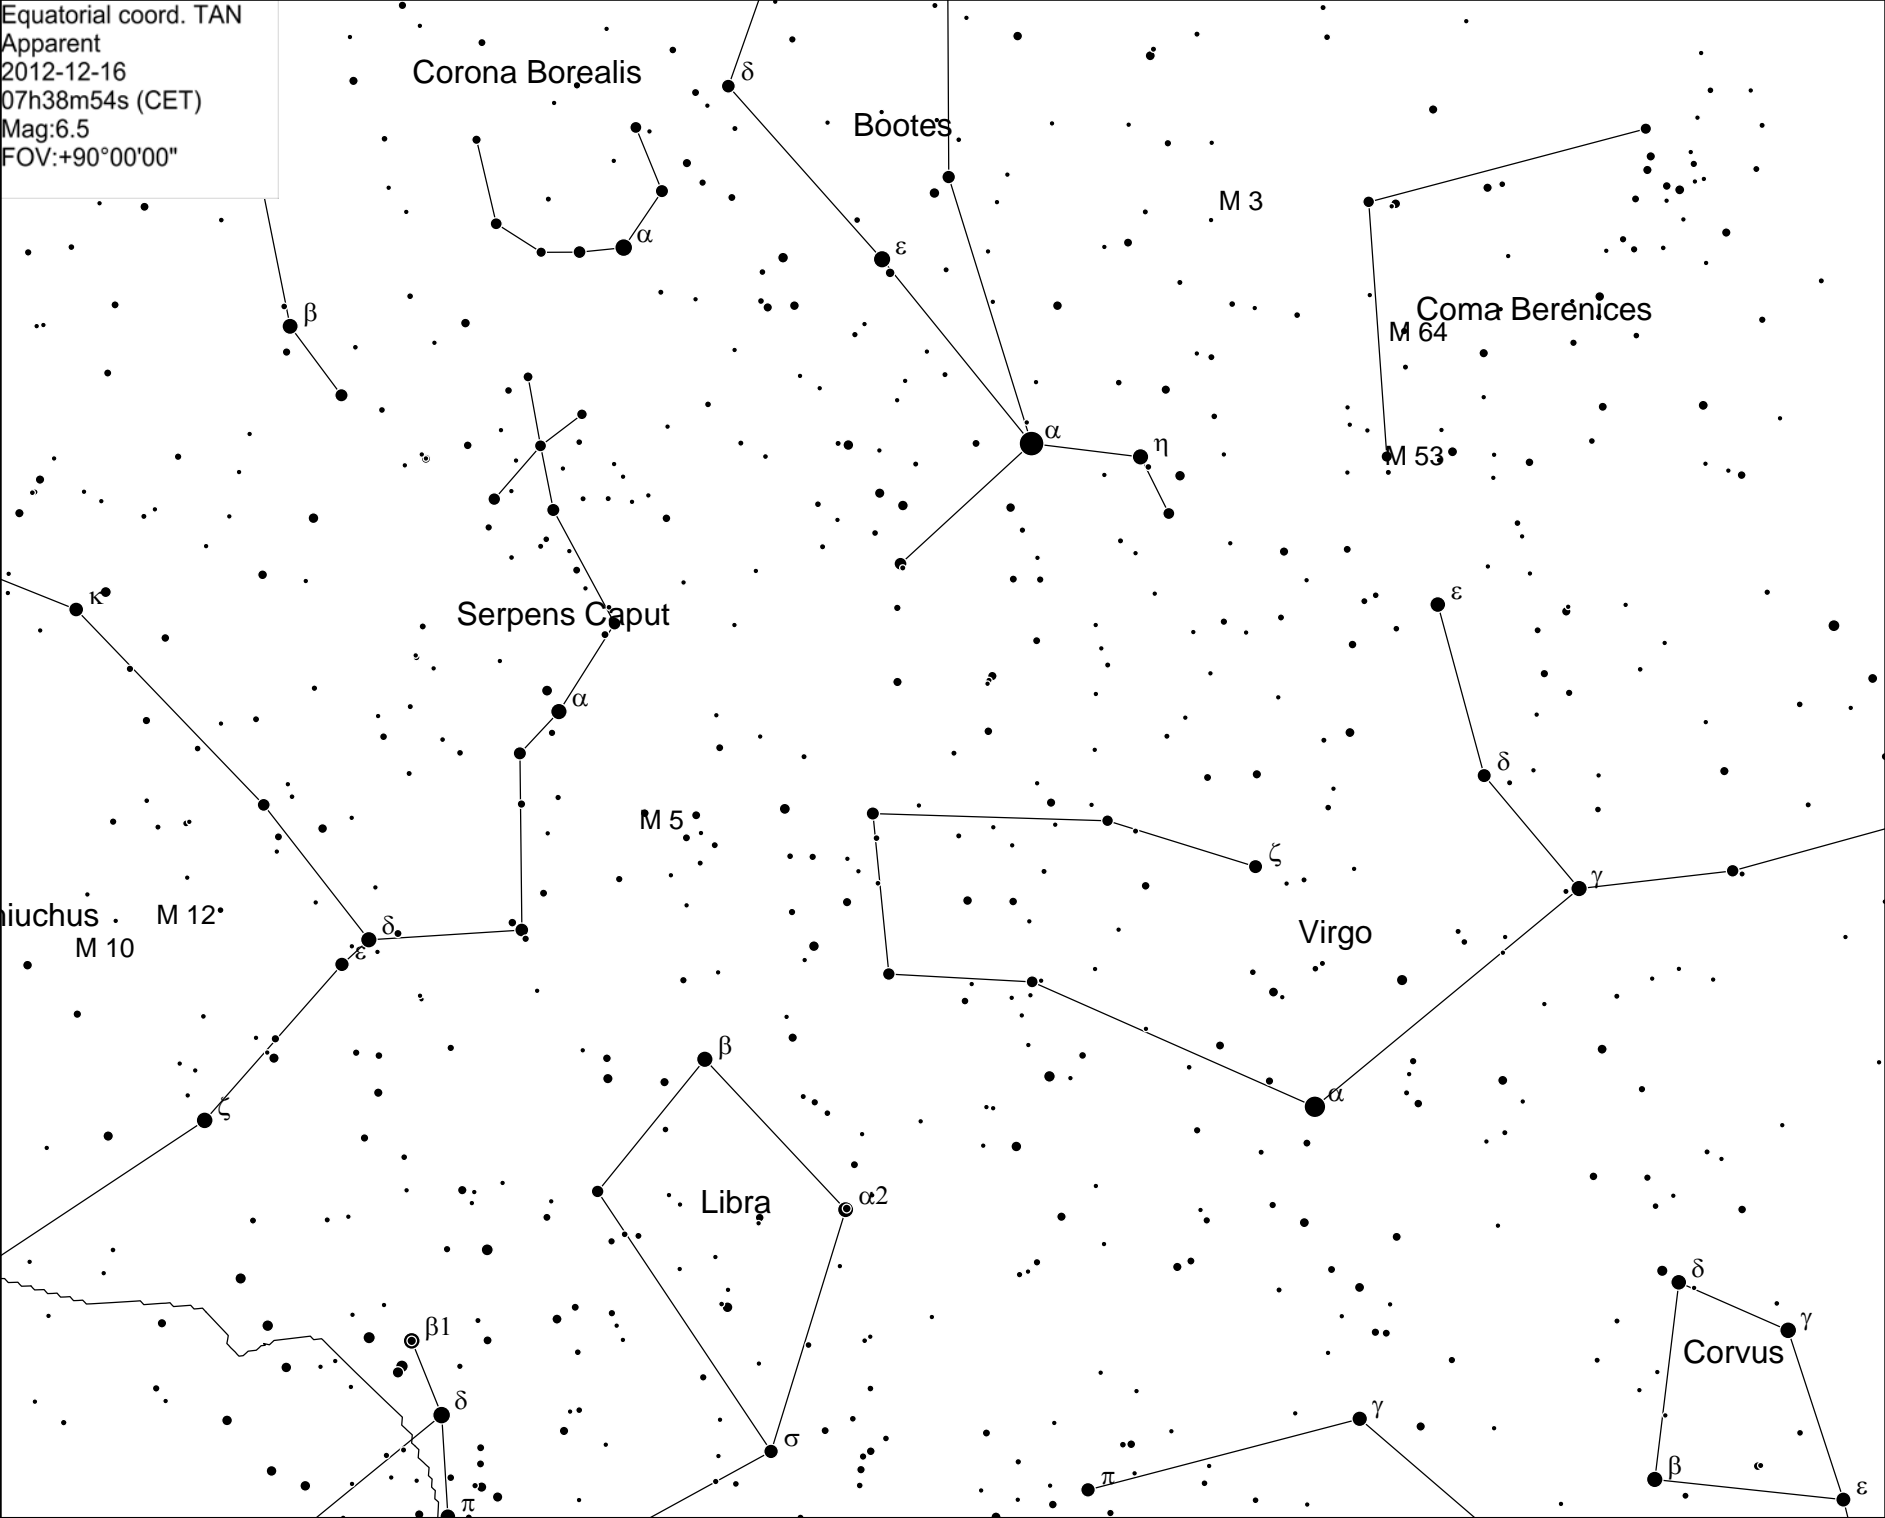 Equatorial coord. TAN
Apparent
2012-12-16
07h38m54s (CET)
Mag:6.5
FOV:+90°00'00"
δ
Corona Borealis
Bootes
M 3
α
ε
β
Coma Berenices
M 64
α
η
M 53
κ
ε
Serpens Caput
α
δ
M 5
ζ
γ
hiuchus
M 12
δ
Virgo
M 10
ε
β
ζ
α
Libra
α2
δ
β1
γ
Corvus
δ
γ
σ
π
β
ε
π